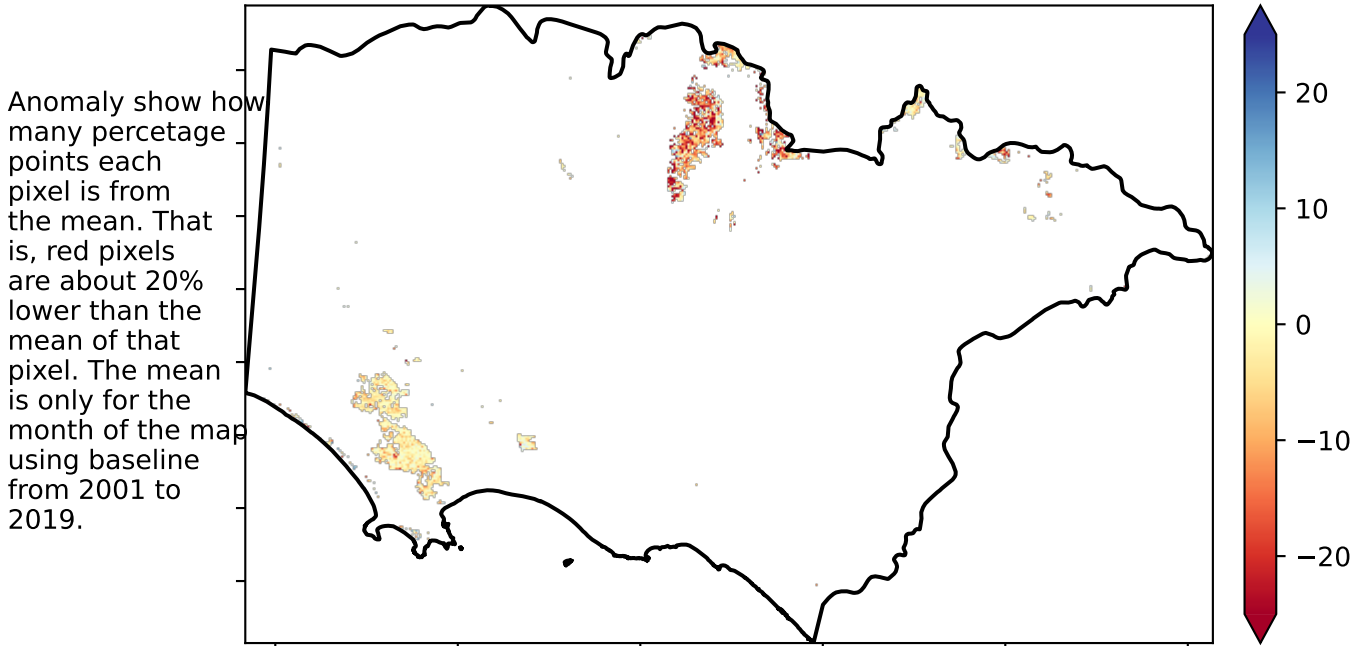 Anomaly show how
many percetage
points each
pixel is from
the mean. That
is, red pixels
are about 20%
lower than the
mean of that
pixel. The mean
is only for the
month of the map
using baseline
from 2001 to
2019.
20
10
0
−10
−20